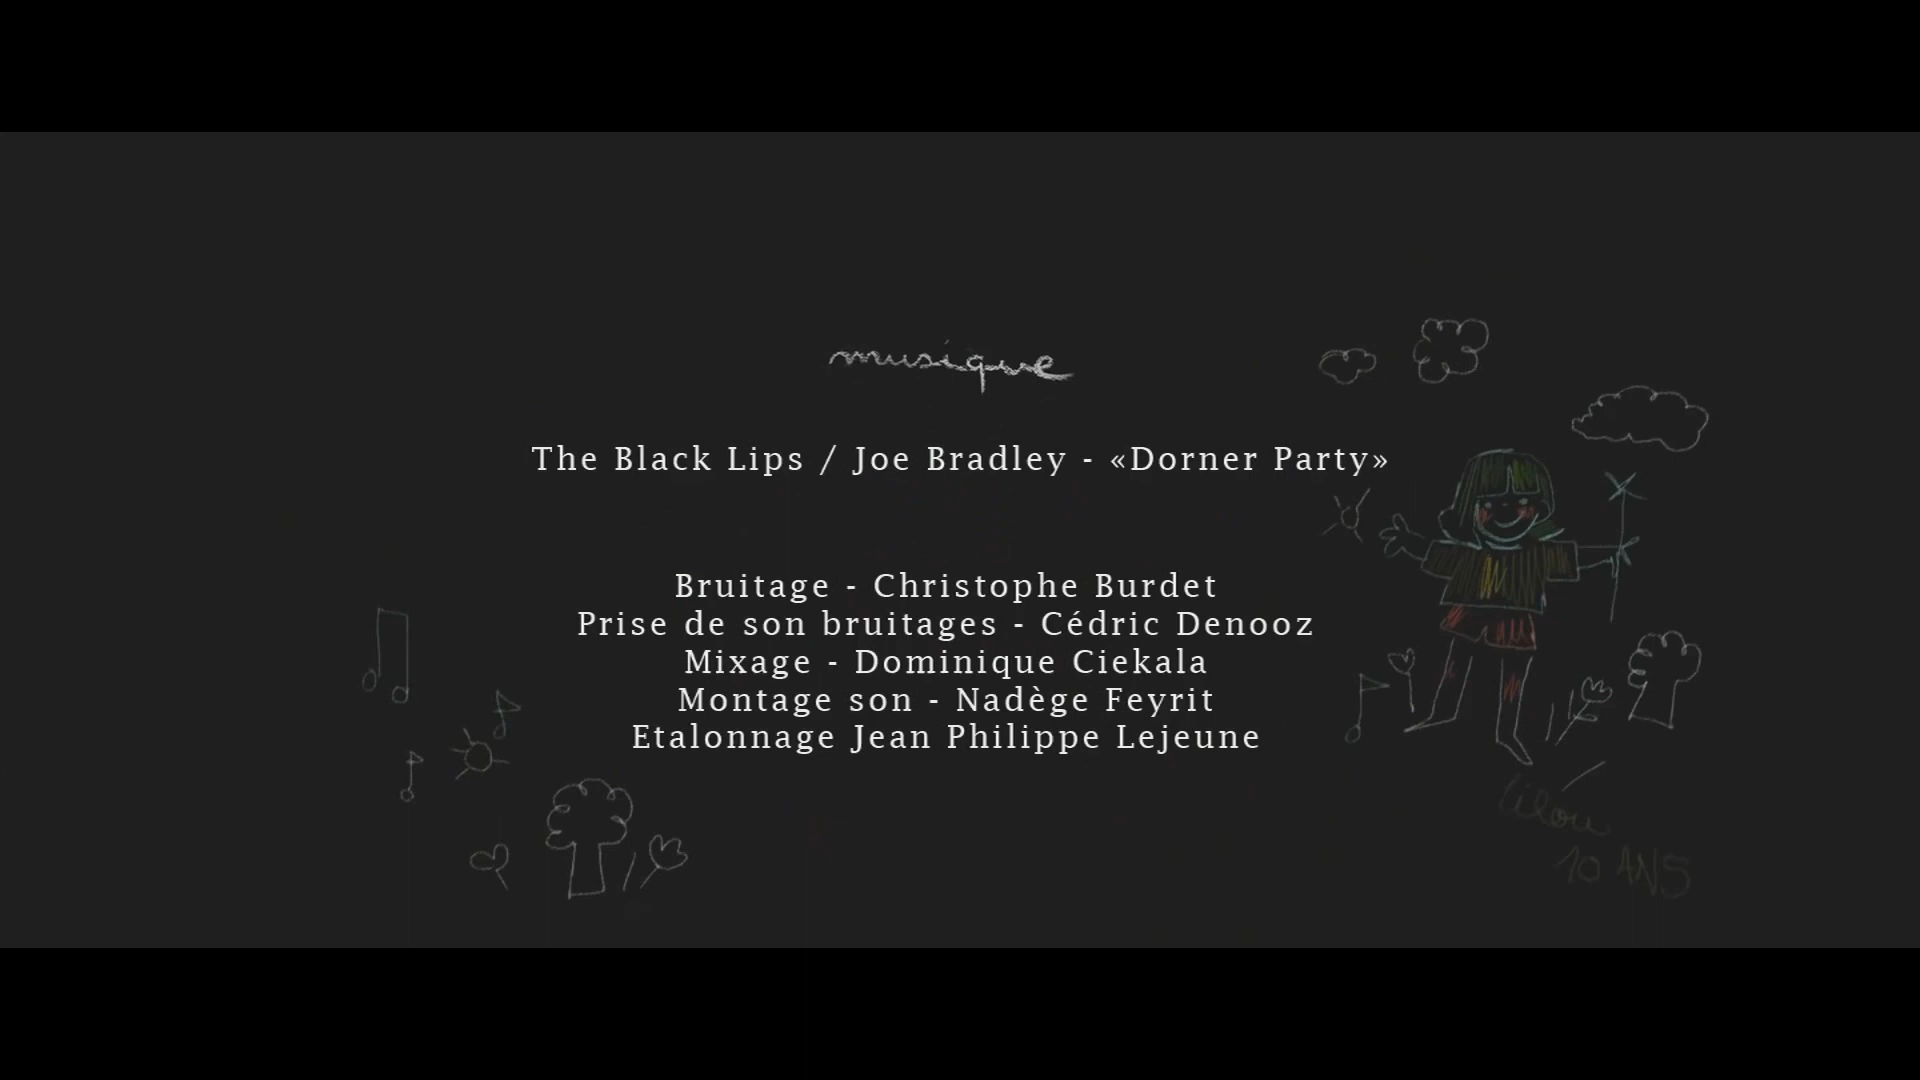 musique
The Black Lips / Joe Bradley - «Dorner Party»
Bruitage - Christophe Burdet
Prise de son bruitages - Cédric Denooz
Mixage - Dominique Ciekala
Montage son - Nadège Feyrit
Etalonnage Jean Philippe Lejeune
Lilou
10 ANS